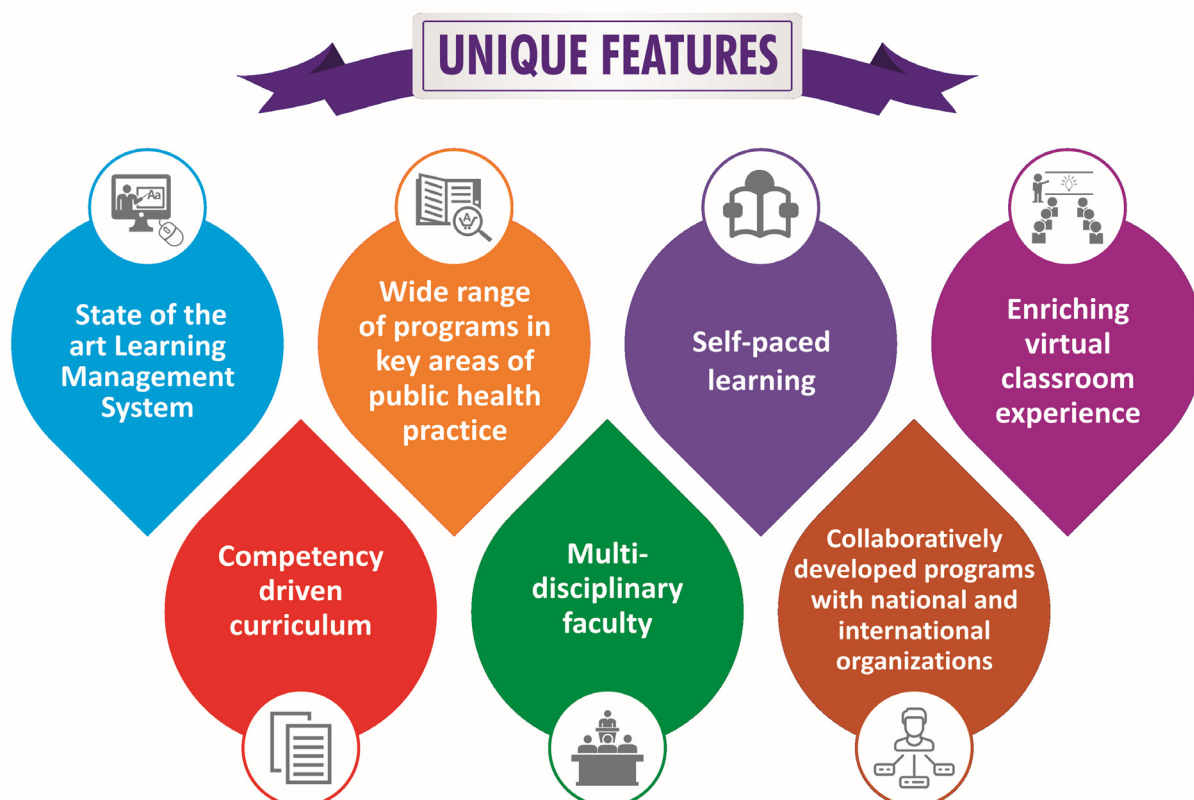 UNIQUE FEATURES
Aa
A
State of the
art Learning
Management
System
Wide range
of programs in
key areas of
public health
practice
Self-paced
learning
Enriching
virtual
classroom
experience
Competency
driven
curriculum
Multi-
disciplinary
faculty
Collaboratively
developed programs
with national and
international
organizations